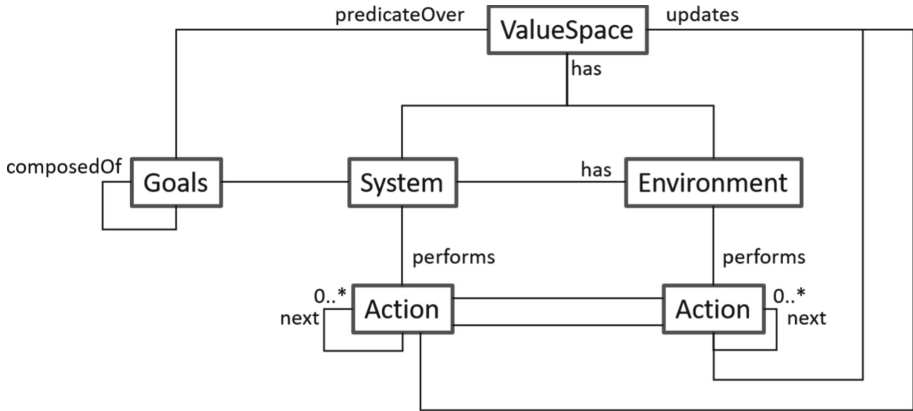 predicateOver
ValueSpace
updates
has
composedOf
Goals
System
has
Environment
performs
performs
0..*
next
Action
Action
0..*
next